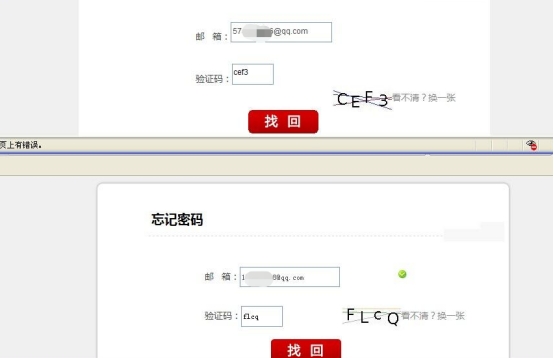 邮 箱： 57 6@qq.com
验证码： cef3
CEF3 看不清？换一张
找 回
页上有错误。
忘记密码
邮 箱： 1 8@qq.com
验证码： flcq FLcQ 看不清？换一张
找 回